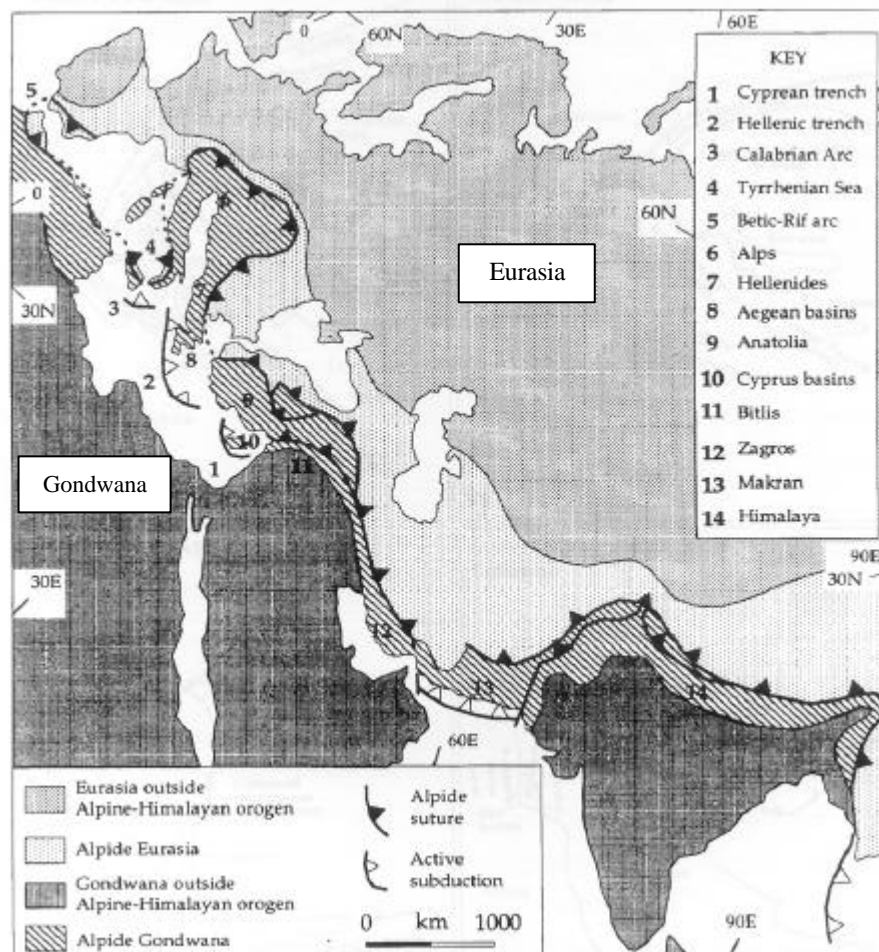 0
60N
30E
60E
KEY
1 Cyprean trench
2 Hellenic trench
3 Calabrian Arc
4 Tyrrhenian Sea
5 Betic-Rif arc
6 Alps
7 Hellenides
8 Aegean basins
9 Anatolia
10 Cyprus basins
11 Bitlis
12 Zagros
13 Makran
14 Himalaya
5
0
6
60N
4
Eurasia
30N
3
8
2
9
10
1
11
Gondwana
90E
30N
30E
12
13
14
60E
Eurasia outside
Alpine-Himalayan orogen
Alpide Eurasia
Gondwana outside
Alpine-Himalayan orogen
Alpide Gondwana
Alpide
suture
Active
subduction
0 km 1000
90E